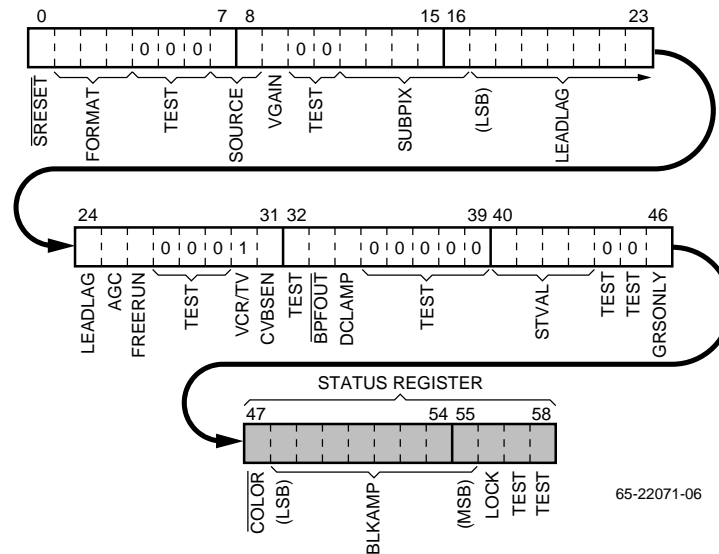 0 7 8 15 16 23
0 0 0 0 0
SRESET FORMAT TEST SOURCE VGAIN TEST SUBPIX (LSB) LEADLAG
24 31 32 39 40 46
0 0 0 1 0 0 0 0 0 0 0
LEADLAG AGC FREERUN TEST VCR/TV CVBSEN TEST BPFOUT DCLAMP TEST STVAL TEST TEST GRSONLY
STATUS REGISTER
47 54 55 58
COLOR (LSB) BLKAMP (MSB) LOCK TEST TEST
65-22071-06